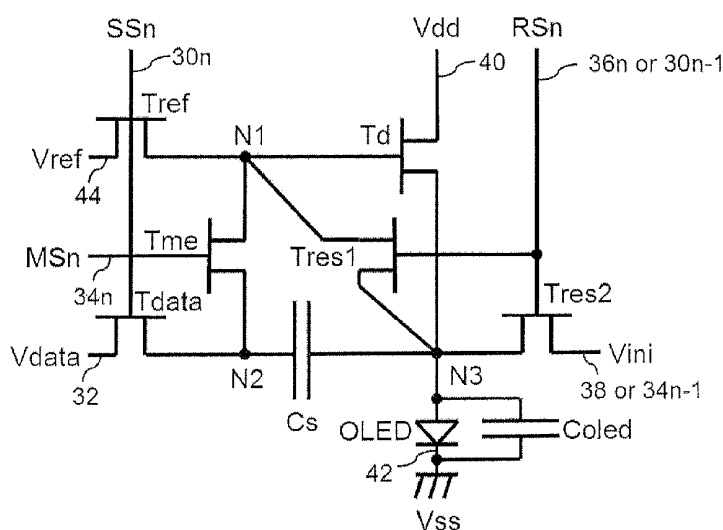 SSn
Vdd
RSn
30n
40
36n or 30n-1
Tref
N1
Td
Vref
44
Tme
Tres1
MSn
34n
Tdata
Tres2
Vdata
Vini
32
N2
N3
38 or 34n-1
Cs
OLED
Coled
42
Vss